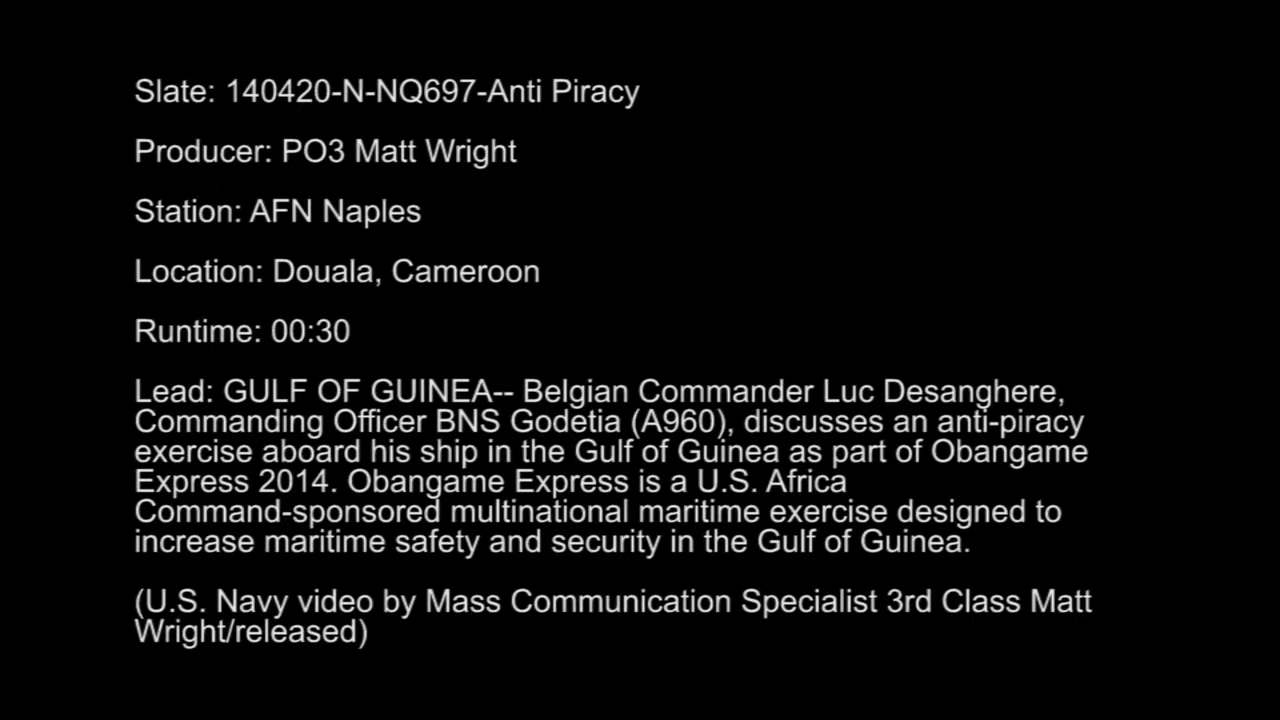 Slate: 140420-N-NQ697-Anti Piracy
Producer: PO3 Matt Wright
Station: AFN Naples
Location: Douala, Cameroon
Runtime: 00:30
Lead: GULF OF GUINEA-- Belgian Commander Luc Desanghere,
Commanding Officer BNS Godetia (A960), discusses an anti-piracy
exercise aboard his ship in the Gulf of Guinea as part of Obangame
Express 2014. Obangame Express is a U.S. Africa
Command-sponsored multinational maritime exercise designed to
increase maritime safety and security in the Gulf of Guinea.
(U.S. Navy video by Mass Communication Specialist 3rd Class Matt
Wright/released)